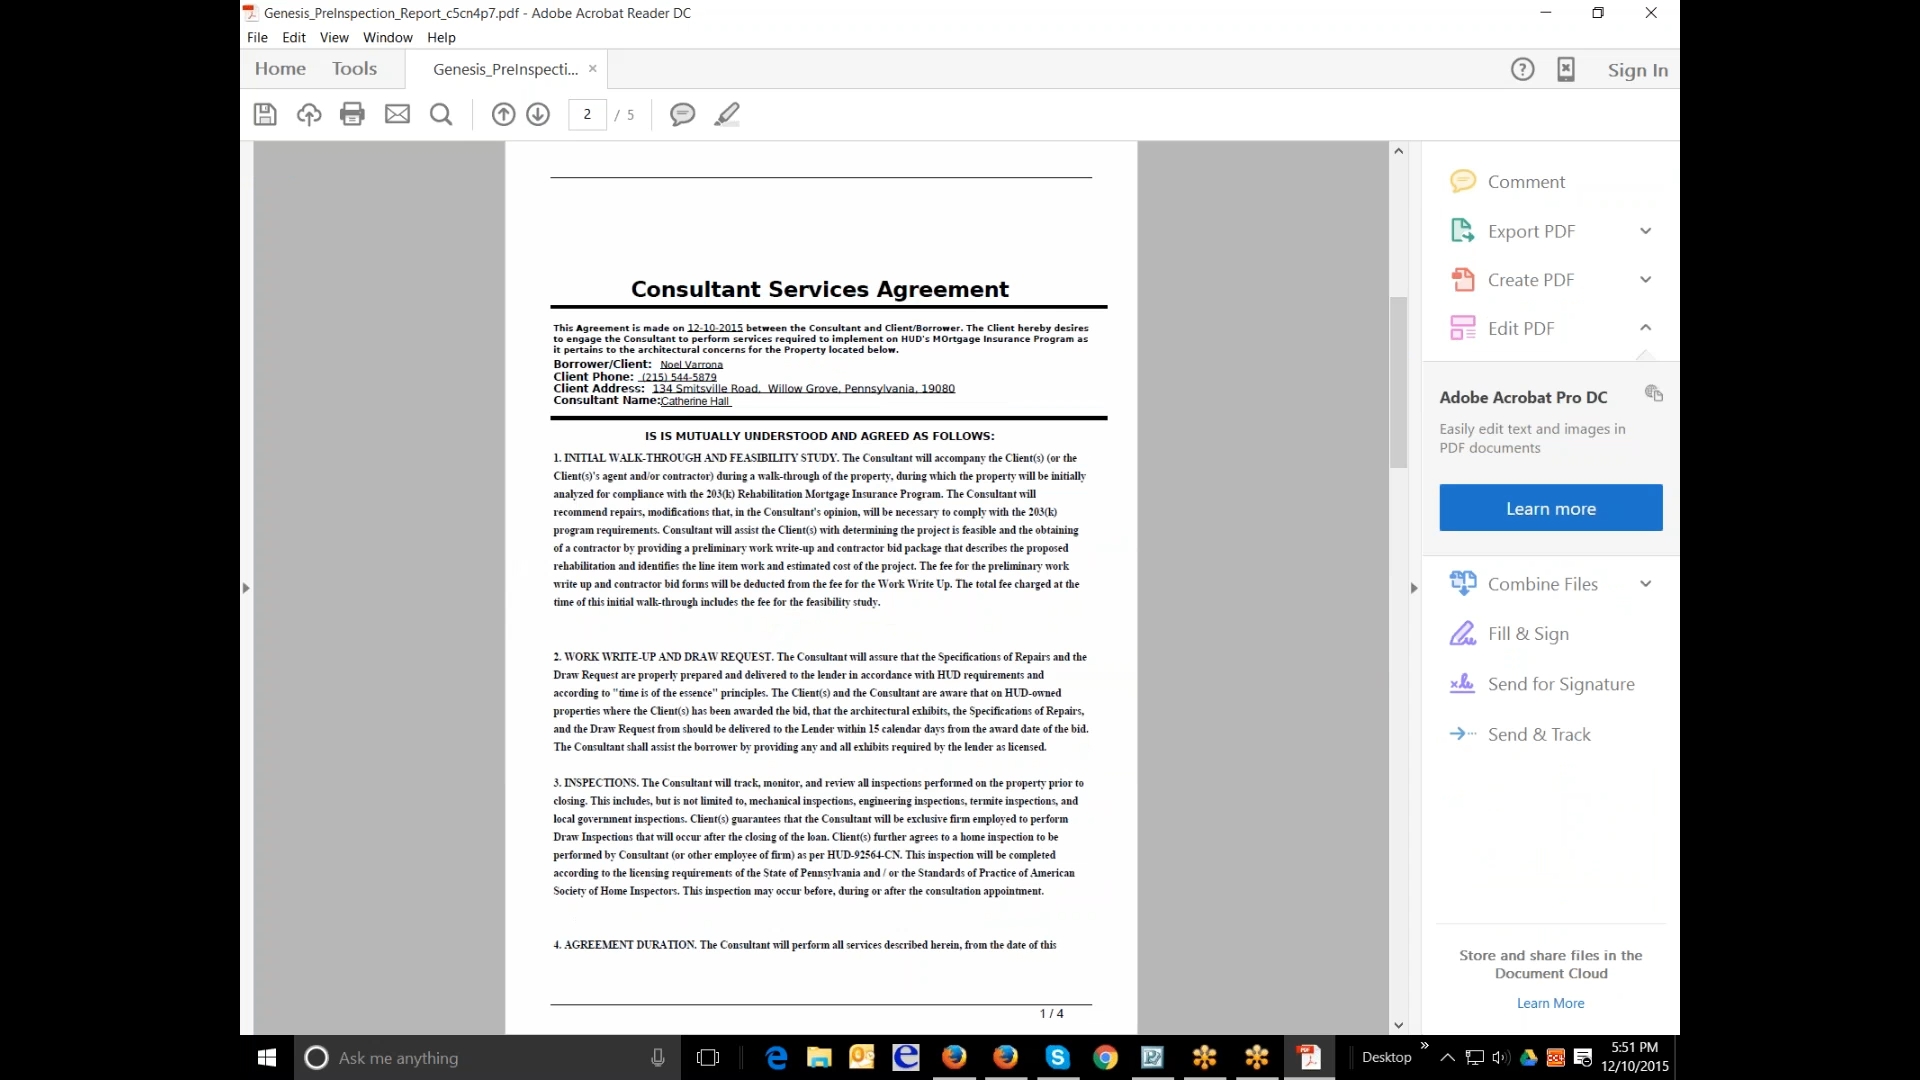 Genesis_PreInspection_Report_c5cn4p7.pdf - Adobe Acrobat Reader DC
File Edit View Window Help
Home Tools Genesis_PreInspecti... × Sign In
2 / 5
Comment
Export PDF
Create PDF
Edit PDF
Adobe Acrobat Pro DC
Easily edit text and images in
PDF documents
Learn more
Combine Files
Fill & Sign
Send for Signature
Send & Track
Store and share files in the
Document Cloud
Learn More
Consultant Services Agreement
This Agreement is made on 12-10-2015 between the Consultant and Client/Borrower. The Client hereby desires
to engage the Consultant to perform services required to implement on HUD's MOrtgage Insurance Program as
it pertains to the architectural concerns for the Property located below.
Borrower/Client: Noel Varrona
Client Phone: (215) 544-5879
Client Address: 134 Smitsville Road, Willow Grove, Pennsylvania, 19080
Consultant Name:Catherine Hall
IS IS MUTUALLY UNDERSTOOD AND AGREED AS FOLLOWS:
1. INITIAL WALK-THROUGH AND FEASIBILITY STUDY. The Consultant will accompany the Client(s) (or the
Client(s)'s agent and/or contractor) during a walk-through of the property, during which the property will be initially
analyzed for compliance with the 203(k) Rehabilitation Mortgage Insurance Program. The Consultant will
recommend repairs, modifications that, in the Consultant's opinion, will be necessary to comply with the 203(k)
program requirements. Consultant will assist the Client(s) with determining the project is feasible and the obtaining
of a contractor by providing a preliminary work write-up and contractor bid package that describes the proposed
rehabilitation and identifies the line item work and estimated cost of the project. The fee for the preliminary work
write up and contractor bid forms will be deducted from the fee for the Work Write Up. The total fee charged at the
time of this initial walk-through includes the fee for the feasibility study.
2. WORK WRITE-UP AND DRAW REQUEST. The Consultant will assure that the Specifications of Repairs and the
Draw Request are properly prepared and delivered to the lender in accordance with HUD requirements and
according to "time is of the essence" principles. The Client(s) and the Consultant are aware that on HUD-owned
properties where the Client(s) has been awarded the bid, that the architectural exhibits, the Specifications of Repairs,
and the Draw Request from should be delivered to the Lender within 15 calendar days from the award date of the bid.
The Consultant shall assist the borrower by providing any and all exhibits required by the lender as licensed.
3. INSPECTIONS. The Consultant will track, monitor, and review all inspections performed on the property prior to
closing. This includes, but is not limited to, mechanical inspections, engineering inspections, termite inspections, and
local government inspections. Client(s) guarantees that the Consultant will be exclusive firm employed to perform
Draw Inspections that will occur after the closing of the loan. Client(s) further agrees to a home inspection to be
performed by Consultant (or other employee of firm) as per HUD-92564-CN. This inspection will be completed
according to the licensing requirements of the State of Pennsylvania and / or the Standards of Practice of American
Society of Home Inspectors. This inspection may occur before, during or after the consultation appointment.
4. AGREEMENT DURATION. The Consultant will perform all services described herein, from the date of this
1 / 4
Ask me anything
Desktop
5:51 PM
12/10/2015